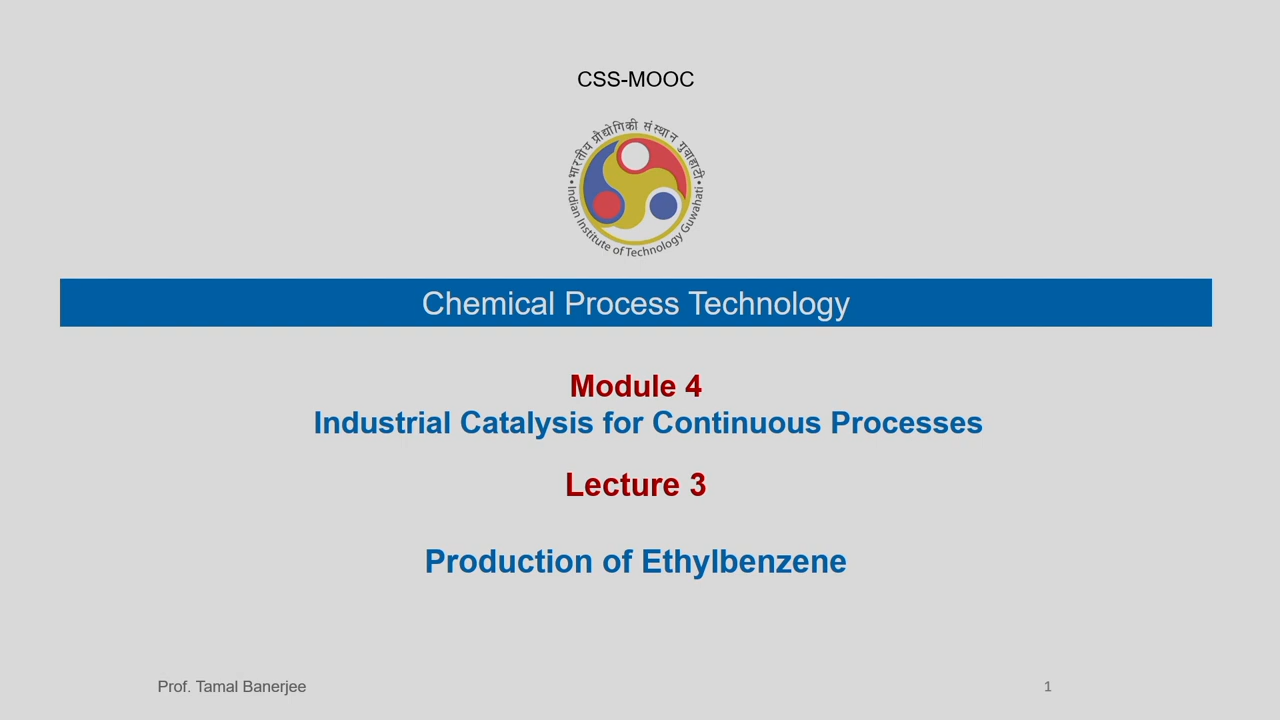 CSS-MOOC
भारतीय प्रौद्योगिकी संस्थान गुवाहाटी
Indian Institute of Technology Guwahati
Chemical Process Technology
Module 4
Industrial Catalysis for Continuous Processes
Lecture 3
Production of Ethylbenzene
Prof. Tamal Banerjee
1